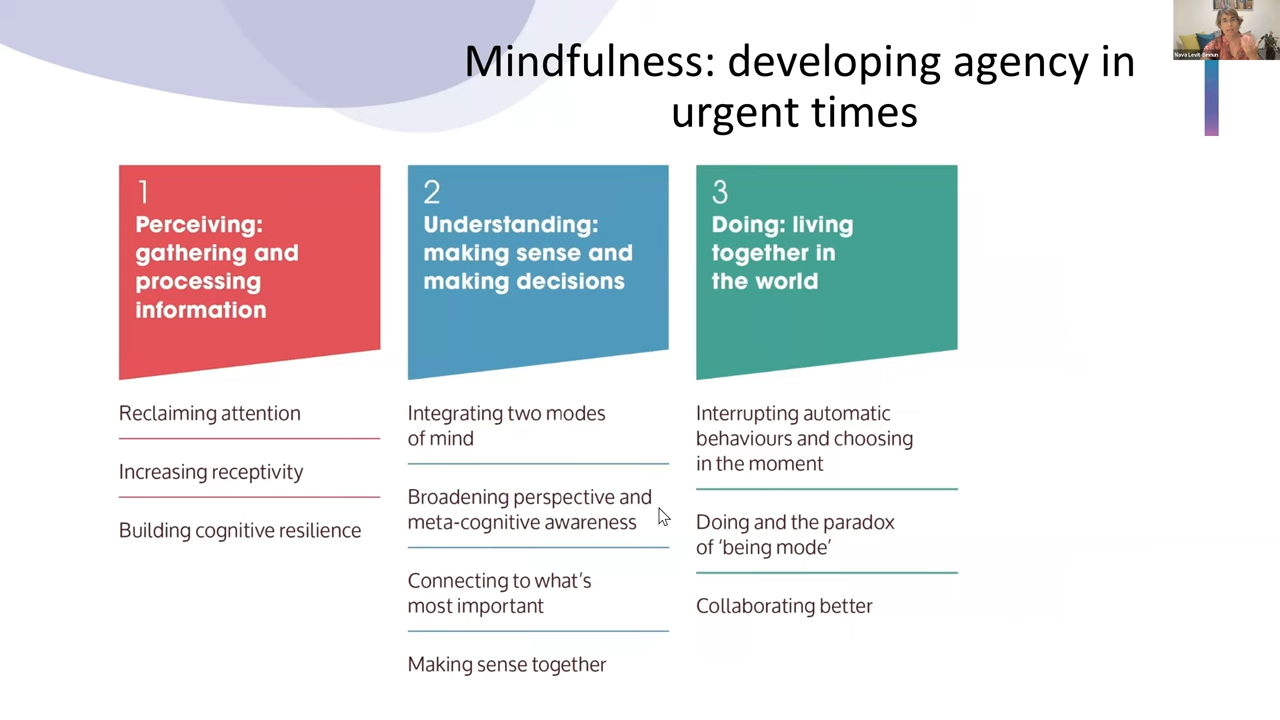 Mindfulness: developing agency in
urgent times
Nava Levit-Binnun
1
Perceiving:
gathering and
processing
information
Reclaiming attention
Increasing receptivity
Building cognitive resilience
2
Understanding:
making sense and
making decisions
Integrating two modes
of mind
Broadening perspective and
meta-cognitive awareness
Connecting to what's
most important
Making sense together
3
Doing: living
together in
the world
Interrupting automatic
behaviours and choosing
in the moment
Doing and the paradox
of ‘being mode’
Collaborating better